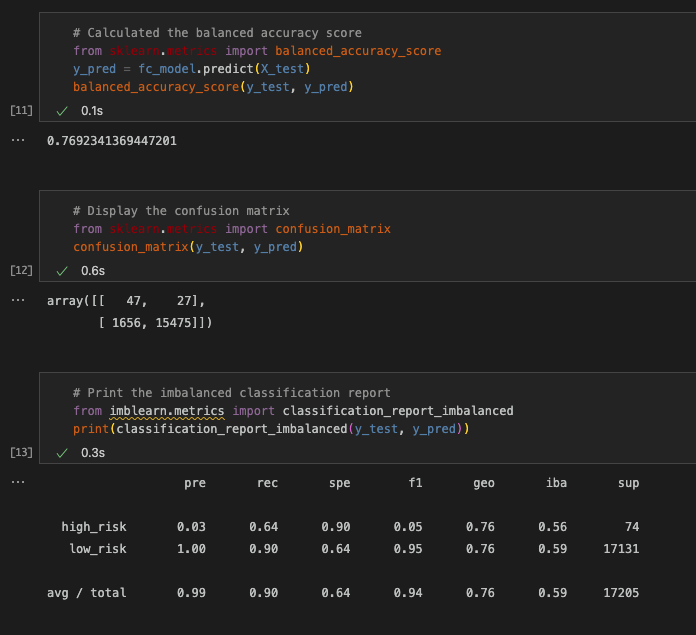 # Calculated the balanced accuracy score
from sklearn.metrics import balanced_accuracy_score
y_pred = fc_model.predict(X_test)
balanced_accuracy_score(y_test, y_pred)
[11] ✓ 0.1s
... 0.7692341369447201
# Display the confusion matrix
from sklearn.metrics import confusion_matrix
confusion_matrix(y_test, y_pred)
[12] ✓ 0.6s
... array([[   47,    27],
       [ 1656, 15475]])
# Print the imbalanced classification report
from imblearn.metrics import classification_report_imbalanced
print(classification_report_imbalanced(y_test, y_pred))
[13] ✓ 0.3s
... pre rec spe f1 geo iba sup
high_risk 0.03 0.64 0.90 0.05 0.76 0.56 74
low_risk 1.00 0.90 0.64 0.95 0.76 0.59 17131
avg / total 0.99 0.90 0.64 0.94 0.76 0.59 17205